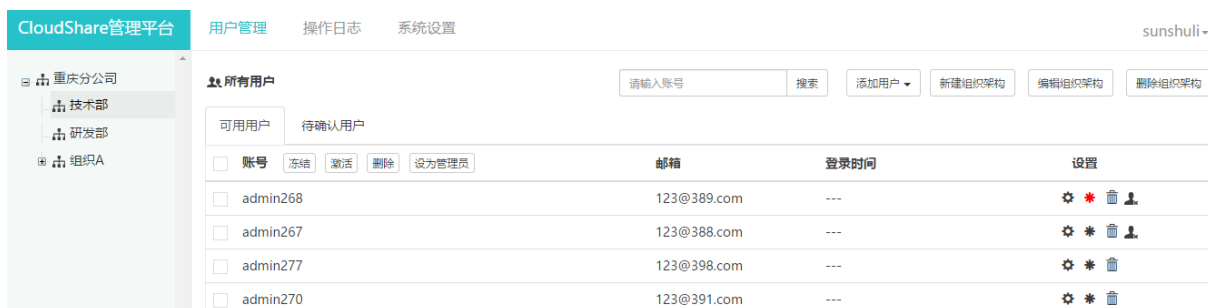 CloudShare管理平台 用户管理 操作日志 系统设置 sunshuli
重庆分公司
技术部
研发部
组织A
所有用户 请输入账号 搜索 添加用户 新建组织架构 编辑组织架构 删除组织架构
可用用户 待确认用户
账号 冻结 激活 删除 设为管理员 邮箱 登录时间 设置
admin268 123@389.com ---
admin267 123@388.com ---
admin277 123@398.com ---
admin270 123@391.com ---